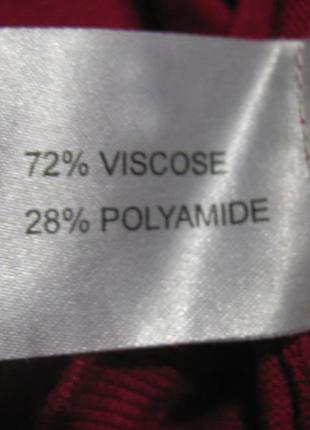 72% VISCOSE
28% POLYAMIDE